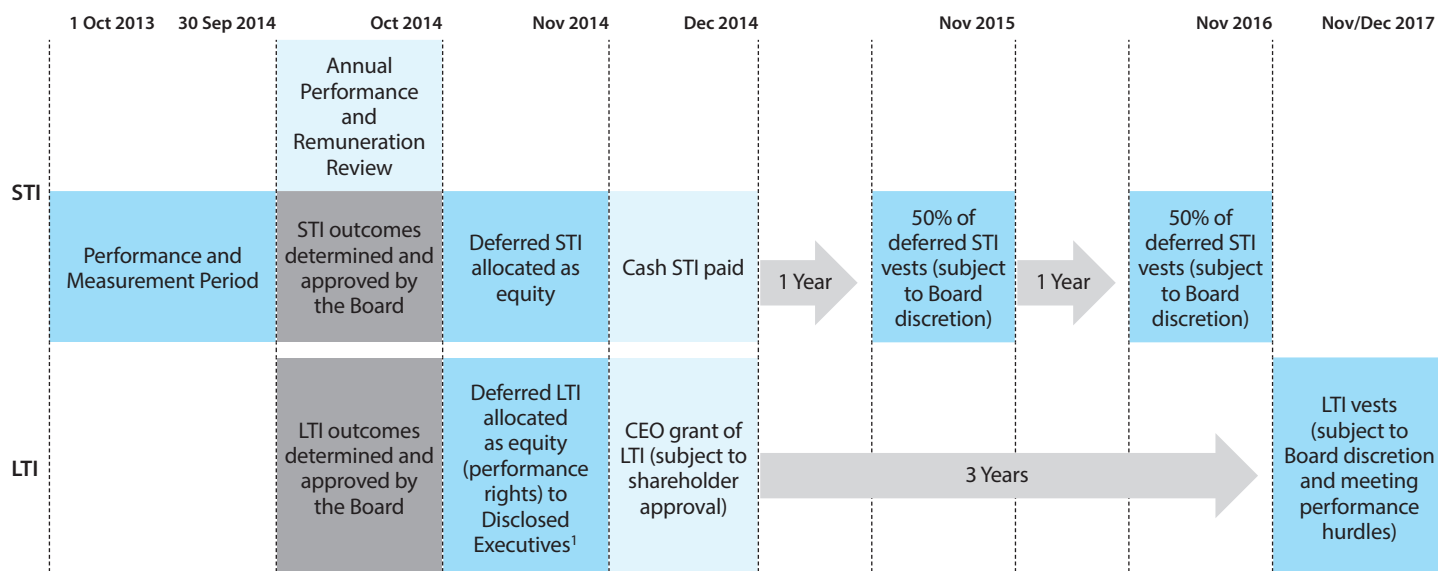 1 Oct 2013 30 Sep 2014 Oct 2014 Nov 2014 Dec 2014 Nov 2015 Nov 2016 Nov/Dec 2017
Annual
Performance
and
Remuneration
Review
STI
Performance and
Measurement Period
STI outcomes
determined and
approved by
the Board
Deferred STI
allocated as
equity
Cash STI paid
1 Year
50% of
deferred STI
vests (subject
to Board
discretion)
1 Year
50% of
deferred STI
vests (subject
to Board
discretion)
LTI
LTI outcomes
determined and
approved by
the Board
Deferred LTI
allocated
as equity
(performance
rights) to
Disclosed
Executives¹
CEO grant of
LTI (subject to
shareholder
approval)
3 Years
LTI vests
(subject to
Board discretion
and meeting
performance
hurdles)